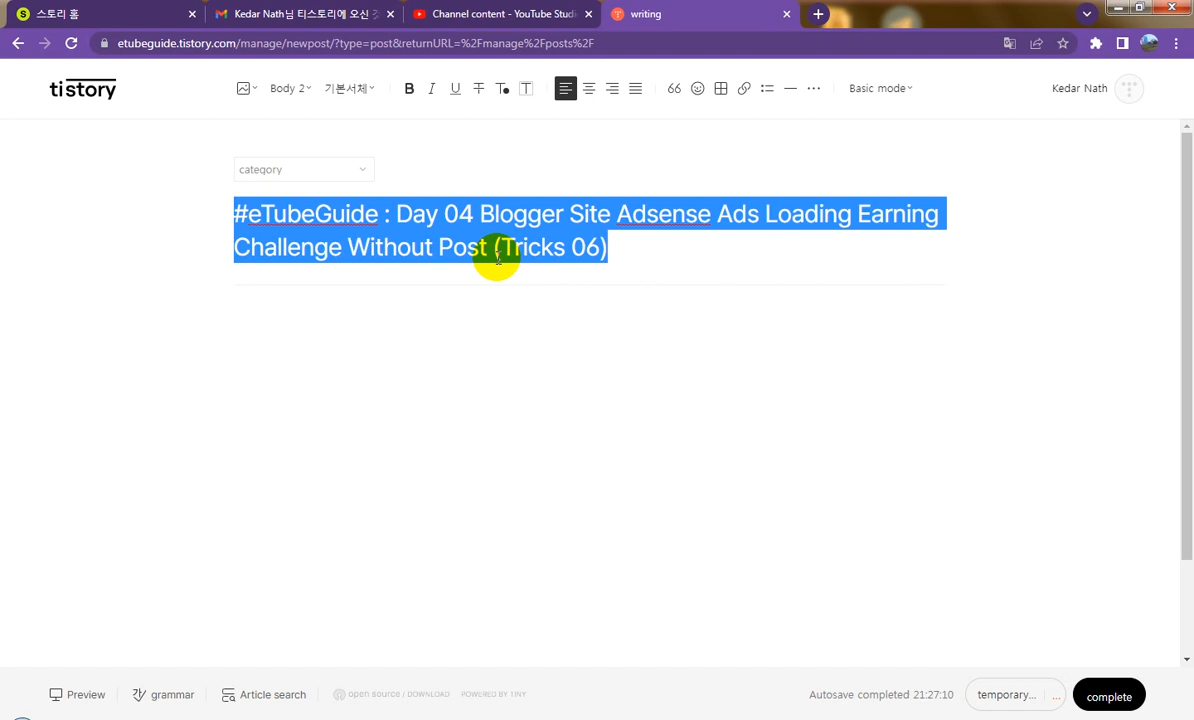 스토리 홈
Kedar Nath님 티스토리에 오신 것
Channel content - YouTube Studi
writing
etubeguide.tistory.com/manage/newpost/?type=post&returnURL=%2Fmanage%2Fposts%2F
tistory
Body 2
기본서체
B
I
U
T
T
T
66
Basic mode
Kedar Nath
category
#eTubeGuide : Day 04 Blogger Site Adsense Ads Loading Earning
Challenge Without Post (Tricks 06)
Preview
grammar
Article search
open source / DOWNLOAD
POWERED BY TINY
Autosave completed 21:27:10
temporary...
...
complete